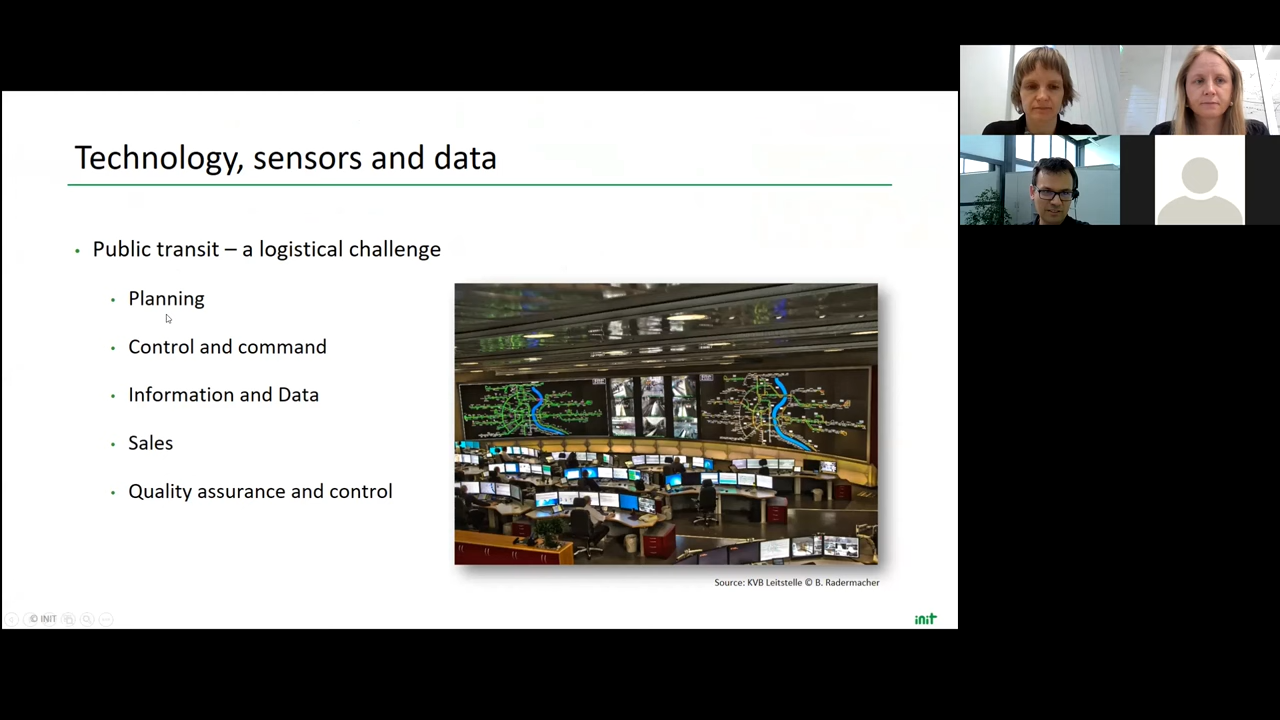 Technology, sensors and data
Public transit – a logistical challenge
Planning
Control and command
Information and Data
Sales
Quality assurance and control
Source: KVB Leitstelle © B. Radermacher
© INIT
init